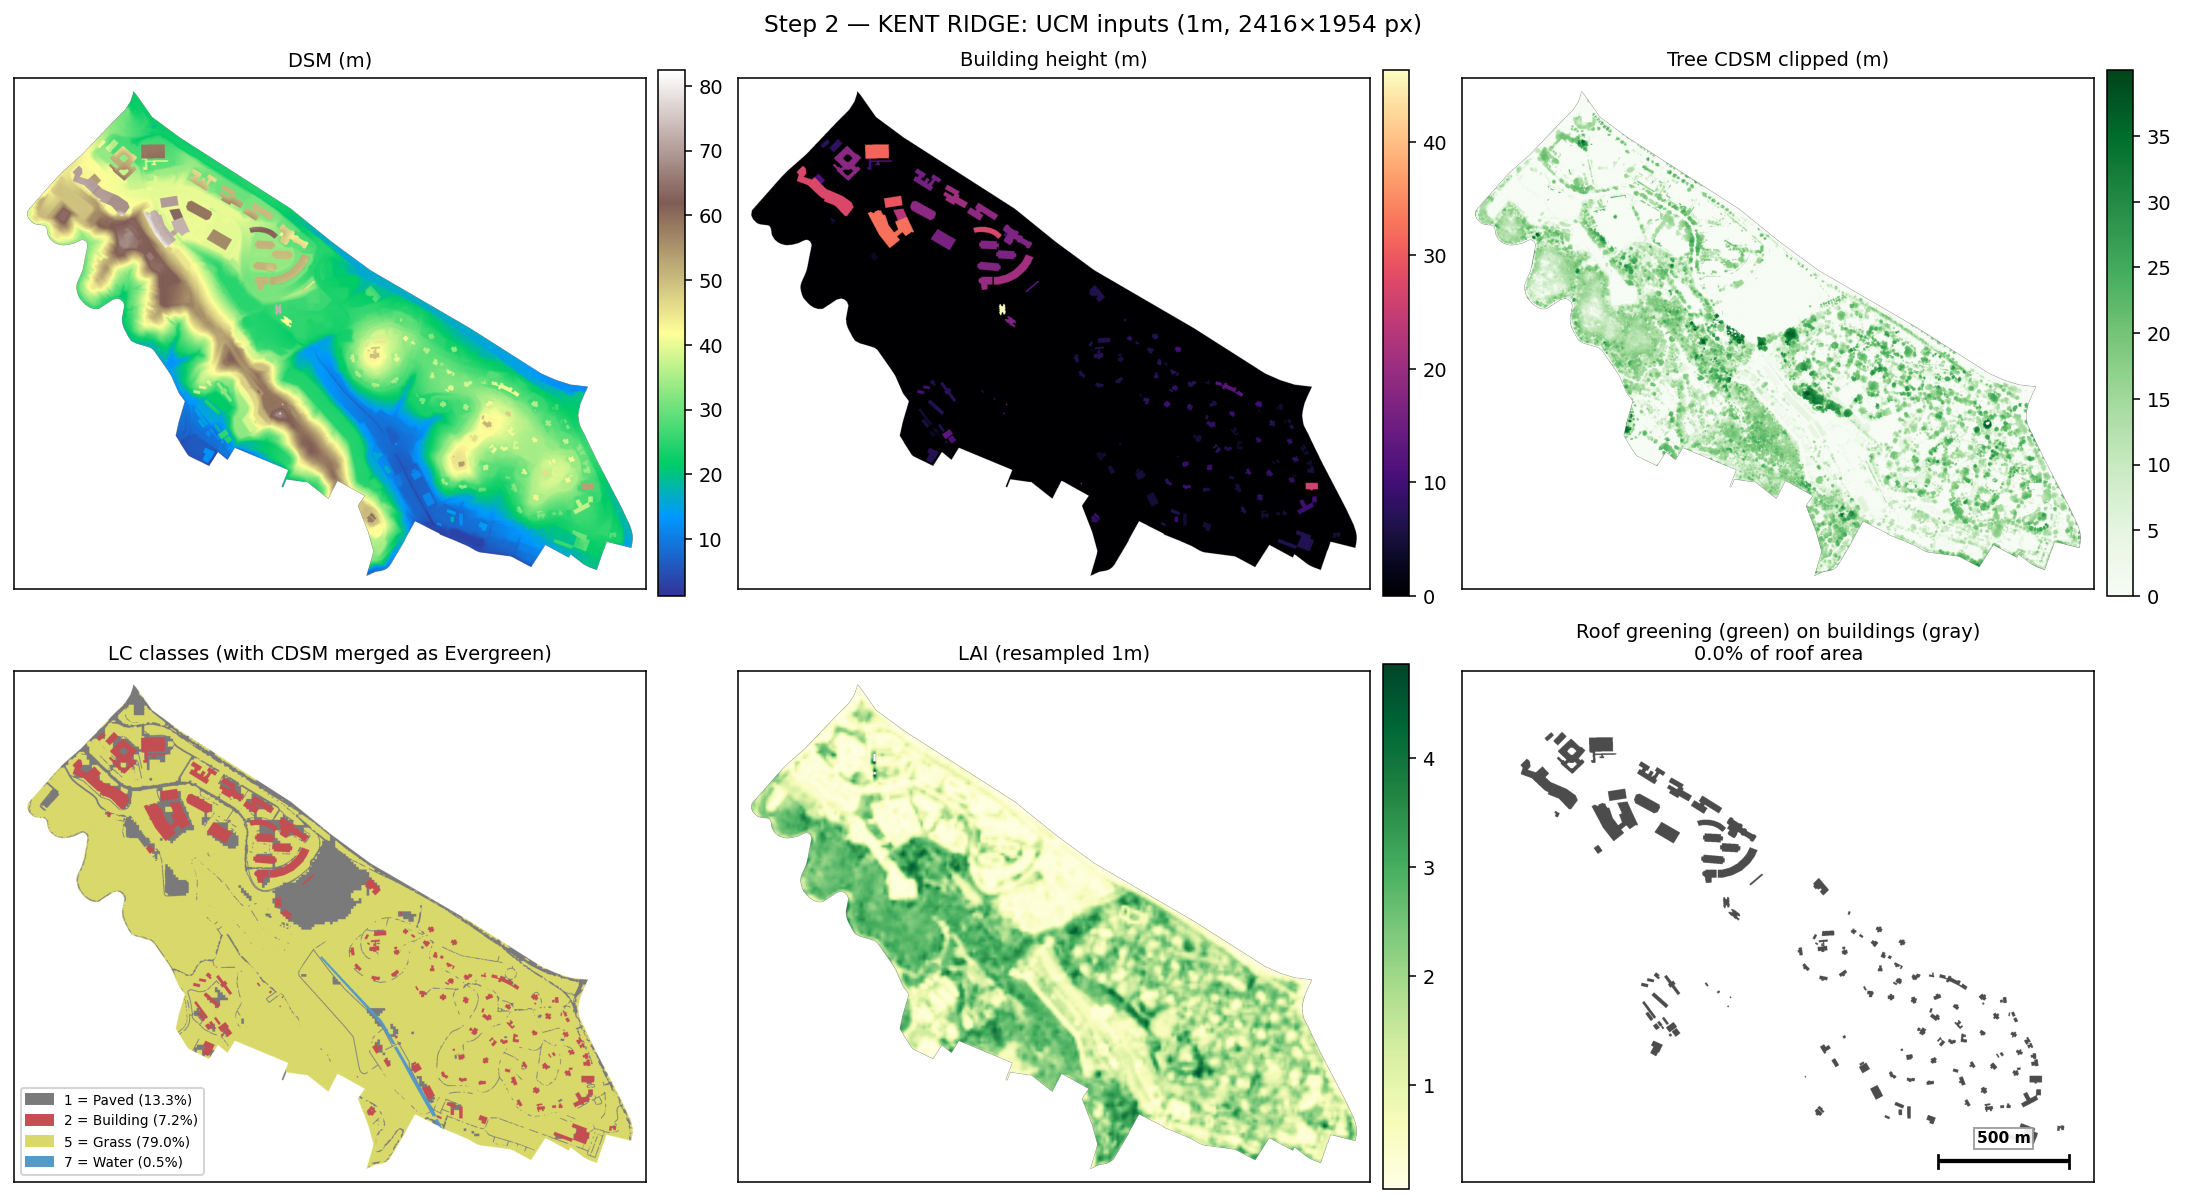 Step 2 — KENT RIDGE: UCM inputs (1m, 2416×1954 px)
DSM (m)
80
70
60
50
40
30
20
10
Building height (m)
40
30
20
10
0
Tree CDSM clipped (m)
35
30
25
20
15
10
5
0
LC classes (with CDSM merged as Evergreen)
1 = Paved (13.3%)
2 = Building (7.2%)
5 = Grass (79.0%)
7 = Water (0.5%)
LAI (resampled 1m)
4
3
2
1
Roof greening (green) on buildings (gray)
0.0% of roof area
500 m